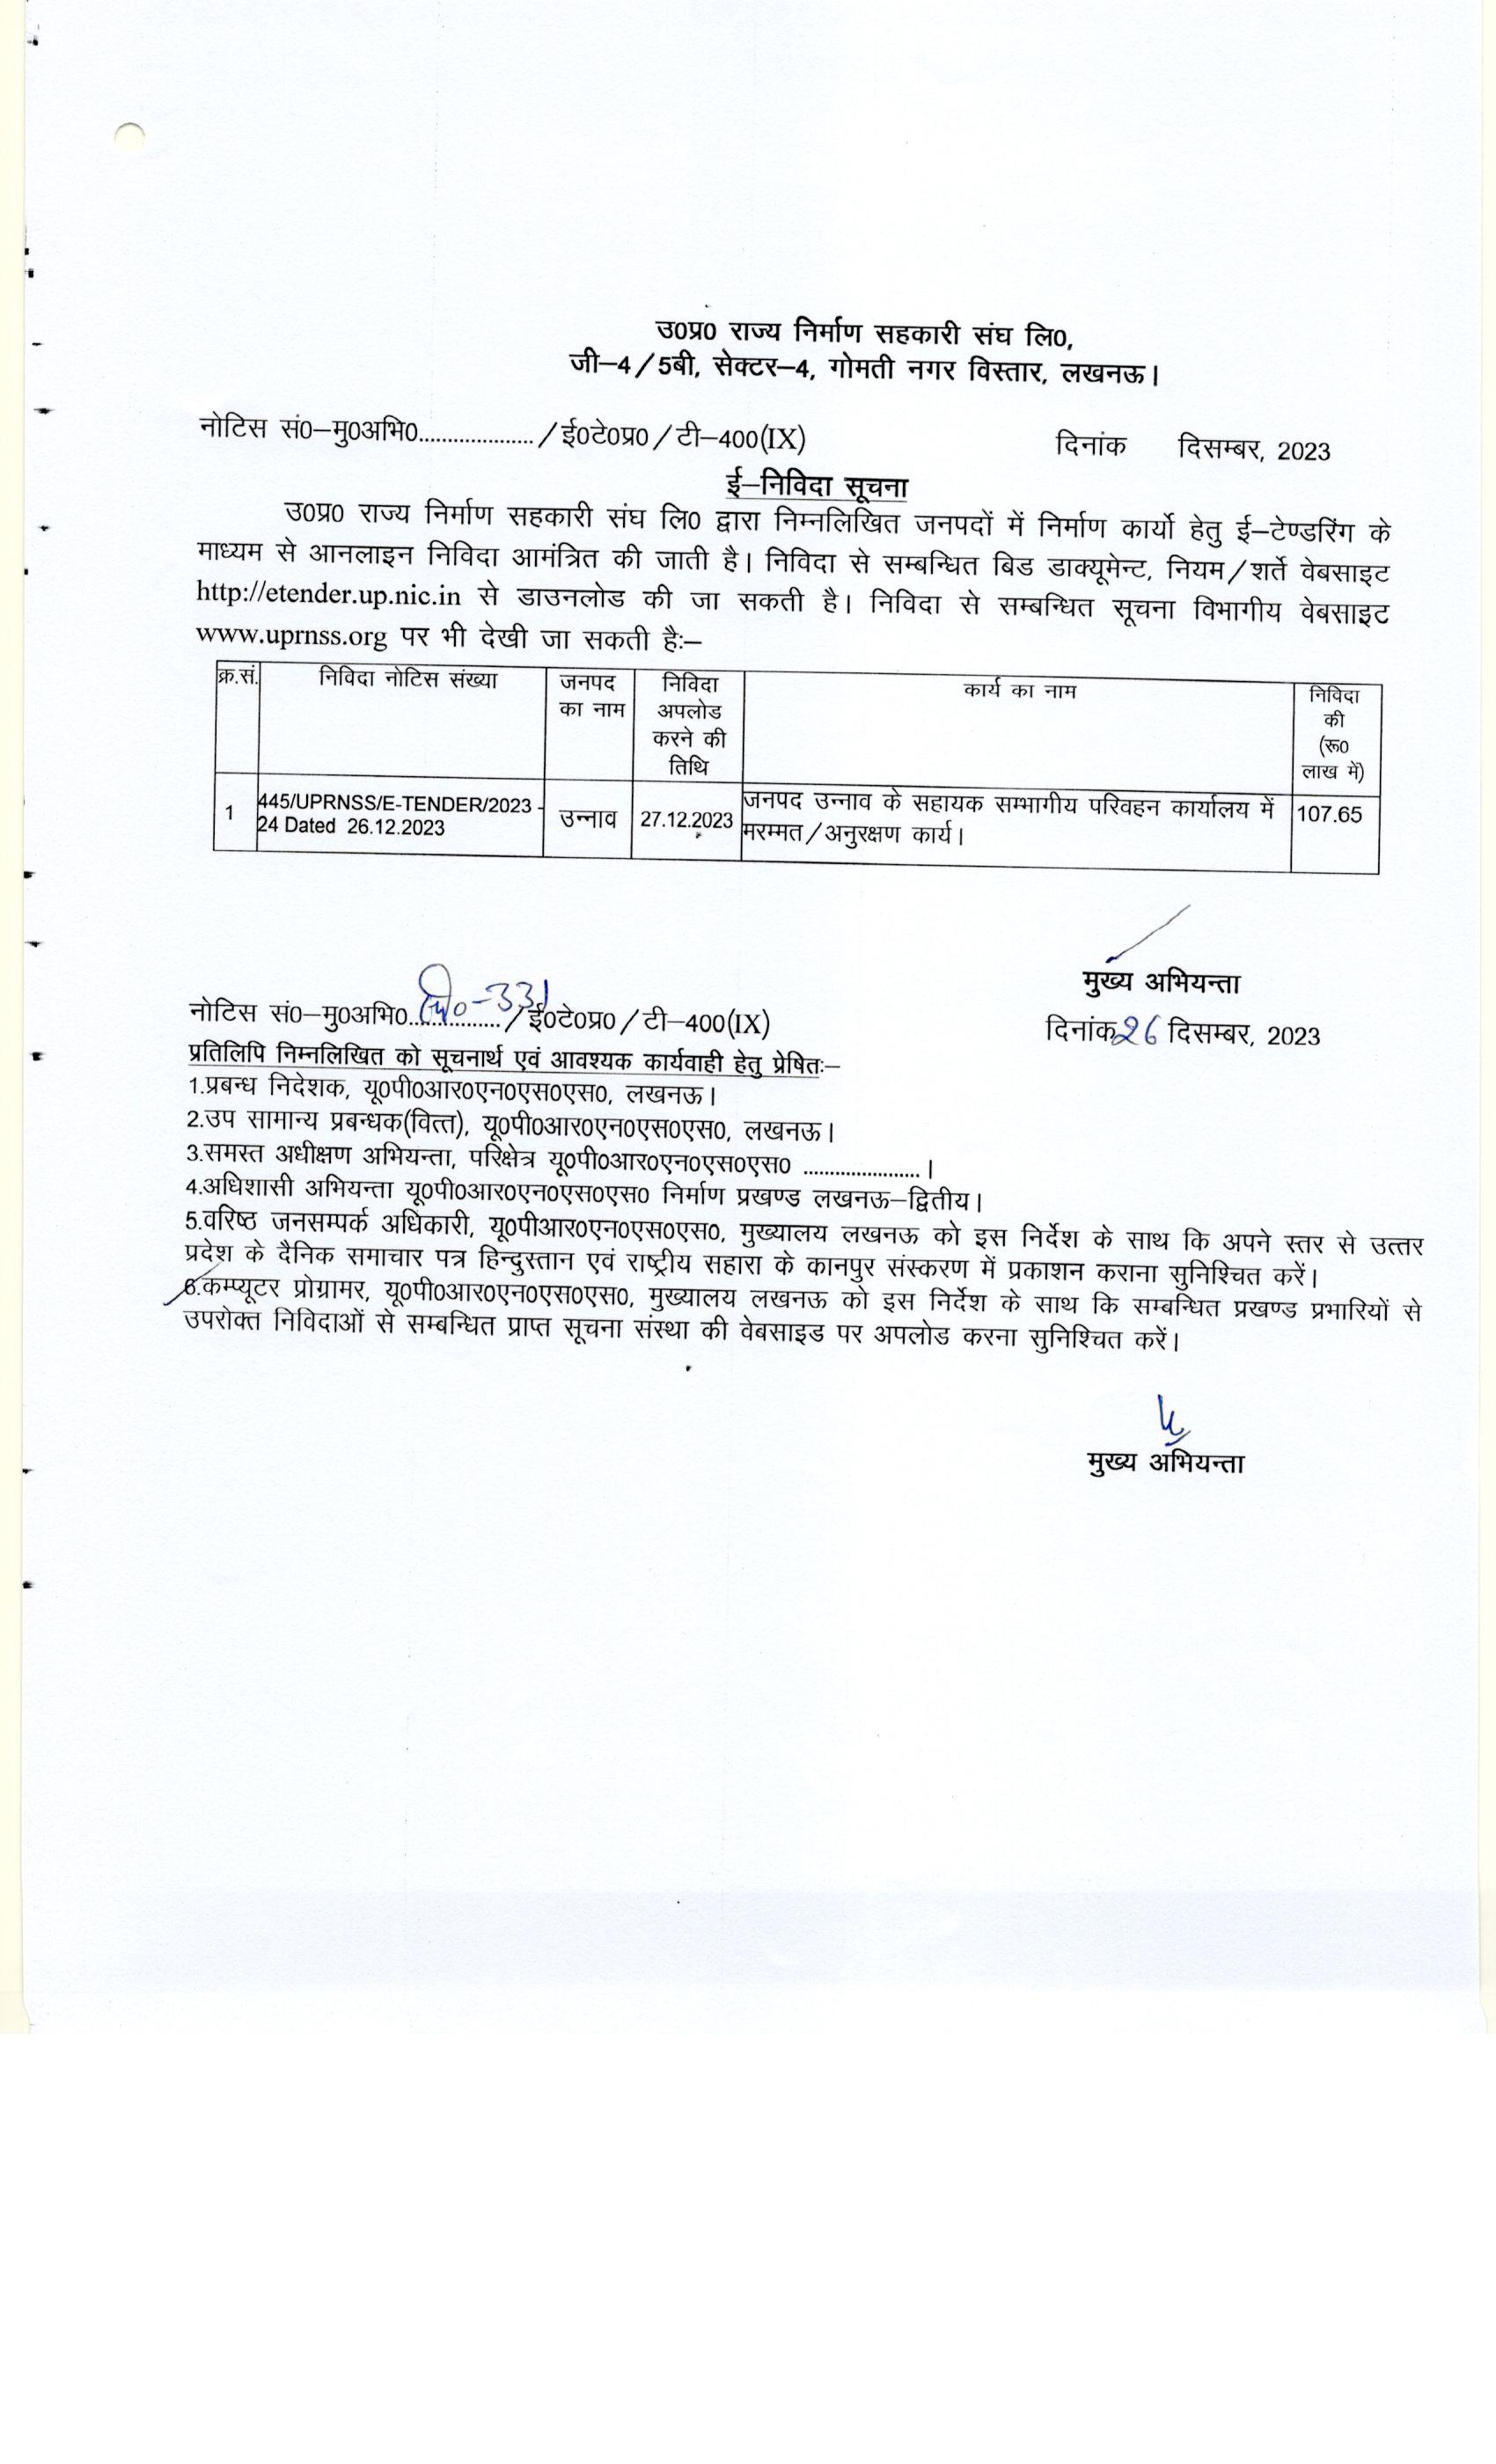 उ0प्र0 राज्य निर्माण सहकारी संघ लि0,
जी–4/5बी, सेक्टर–4, गोमती नगर विस्तार, लखनऊ।
नोटिस सं0–मु0अभि0.................... /ई0टे0प्र0/टी–400(IX) दिनांक दिसम्बर, 2023
ई–निविदा सूचना
उ0प्र0 राज्य निर्माण सहकारी संघ लि0 द्वारा निम्नलिखित जनपदों में निर्माण कार्यो हेतु ई–टेण्डरिंग के
माध्यम से आनलाइन निविदा आमंत्रित की जाती है। निविदा से सम्बन्धित बिड डाक्यूमेन्ट, नियम/शर्ते वेबसाइट
http://etender.up.nic.in से डाउनलोड की जा सकती है। निविदा से सम्बन्धित सूचना विभागीय वेबसाइट
www.uprnss.org पर भी देखी जा सकती हैः–
क्र.सं. निविदा नोटिस संख्या जनपद का नाम निविदा अपलोड करने की तिथि कार्य का नाम निविदा की (रू0 लाख में)
1 445/UPRNSS/E-TENDER/2023 - 24 Dated 26.12.2023 उन्नाव 27.12.2023 जनपद उन्नाव के सहायक सम्भागीय परिवहन कार्यालय में मरम्मत/अनुरक्षण कार्य। 107.65
मुख्य अभियन्ता
नोटिस सं0–मु0अभि0................/ई0टे0प्र0/टी–400(IX) दिनांक 26 दिसम्बर, 2023
प्रतिलिपि निम्नलिखित को सूचनार्थ एवं आवश्यक कार्यवाही हेतु प्रेषितः–
1.प्रबन्ध निदेशक, यू0पी0आर0एन0एस0एस0, लखनऊ।
2.उप सामान्य प्रबन्धक(वित्त), यू0पी0आर0एन0एस0एस0, लखनऊ।
3.समस्त अधीक्षण अभियन्ता, परिक्षेत्र यू0पी0आर0एन0एस0एस0 ..................... ।
4.अधिशासी अभियन्ता यू0पी0आर0एन0एस0एस0 निर्माण प्रखण्ड लखनऊ–द्वितीय।
5.वरिष्ठ जनसम्पर्क अधिकारी, यू0पीआर0एन0एस0एस0, मुख्यालय लखनऊ को इस निर्देश के साथ कि अपने स्तर से उत्तर
प्रदेश के दैनिक समाचार पत्र हिन्दुस्तान एवं राष्ट्रीय सहारा के कानपुर संस्करण में प्रकाशन कराना सुनिश्चित करें।
6.कम्प्यूटर प्रोग्रामर, यू0पी0आर0एन0एस0एस0, मुख्यालय लखनऊ को इस निर्देश के साथ कि सम्बन्धित प्रखण्ड प्रभारियों से
उपरोक्त निविदाओं से सम्बन्धित प्राप्त सूचना संस्था की वेबसाइड पर अपलोड करना सुनिश्चित करें।
मुख्य अभियन्ता